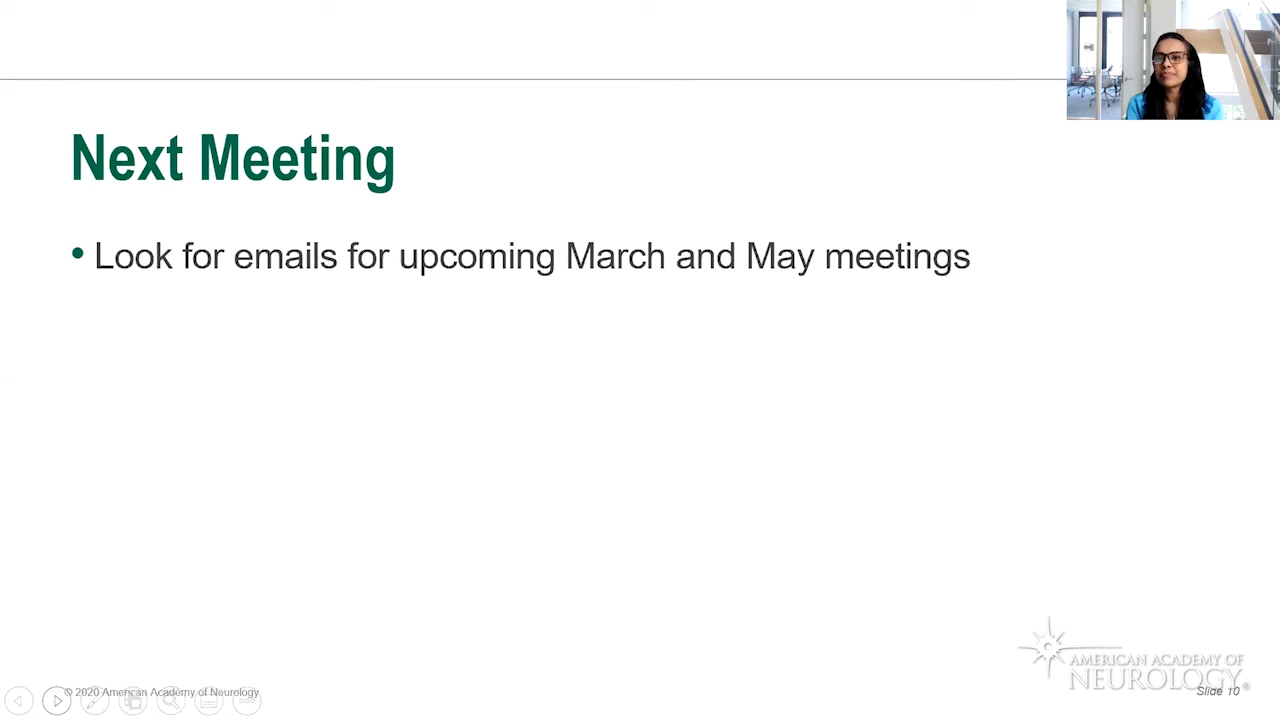 Next Meeting
• Look for emails for upcoming March and May meetings
AMERICAN ACADEMY OF
NEUROLOGY®
© 2020 American Academy of Neurology
Slide 10